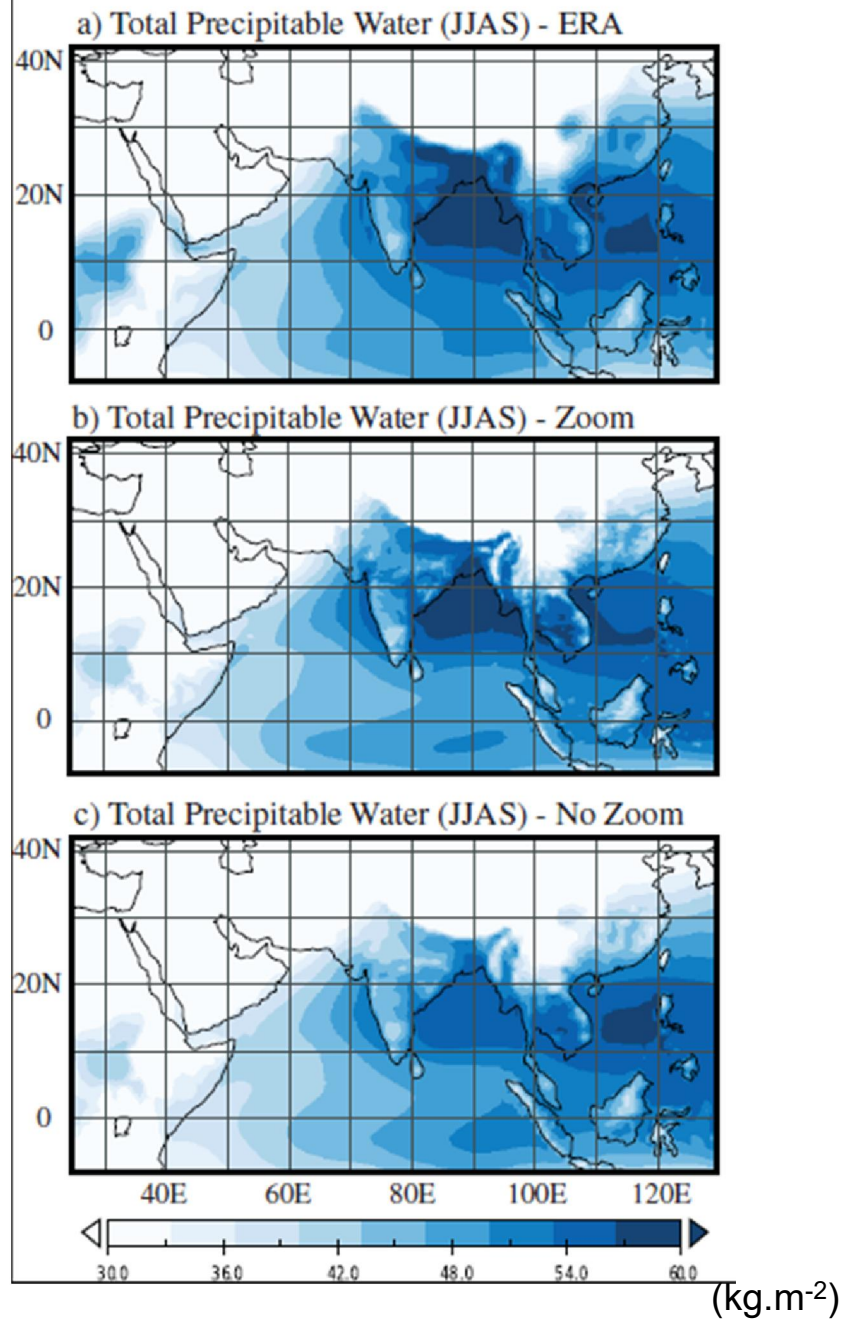 a) Total Precipitable Water (JJAS) - ERA
40N
20N
0
b) Total Precipitable Water (JJAS) - Zoom
40N
20N
0
c) Total Precipitable Water (JJAS) - No Zoom
40N
20N
0
40E 60E 80E 100E 120E
30.0 36.0 42.0 48.0 54.0 60.0
(kg.m-2)